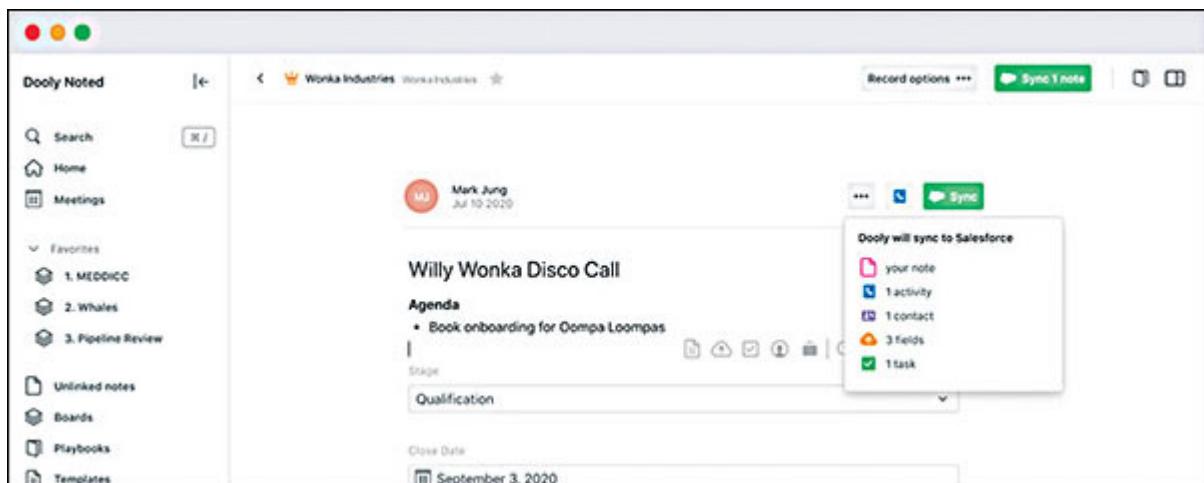 Dooly Noted
Wonka Industries Wonka Industries
Record options •••
Sync 1 note
Search
⌘ /
Home
Meetings
Favorites
1. MEDDICC
2. Whales
3. Pipeline Review
Unlinked notes
Boards
Playbooks
Templates
MJ
Mark Jung
Jul 10 2020
•••
Sync
Willy Wonka Disco Call
Agenda
• Book onboarding for Oompa Loompas
Stage
Qualification
Close Date
September 3, 2020
Dooly will sync to Salesforce
your note
1 activity
1 contact
3 fields
1 task